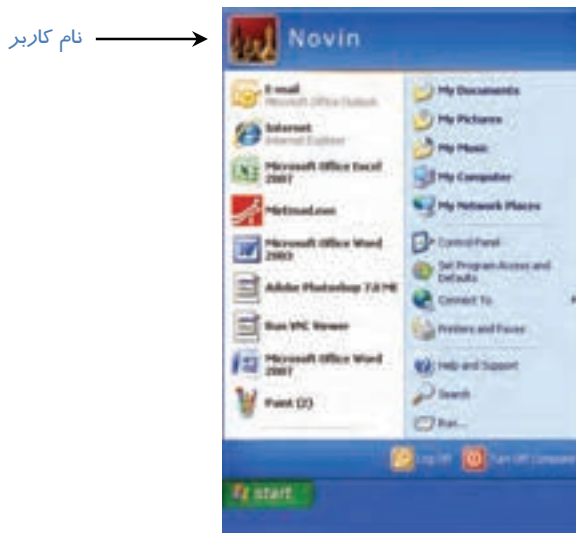 نام کاربر
Novin
E-mail
Microsoft Office Outlook
Internet
Internet Explorer
Microsoft Office Excel
2007
Microsoft Office Word
2003
Adobe Photoshop 7.0 ME
Run VNC Viewer
Microsoft Office Word
2007
Paint (2)
My Documents
My Pictures
My Music
My Computer
My Network Places
Control Panel
Set Program Access and
Defaults
Connect To
Printers and Faxes
Help and Support
Search
Run...
Log Off
Turn Off Computer
start